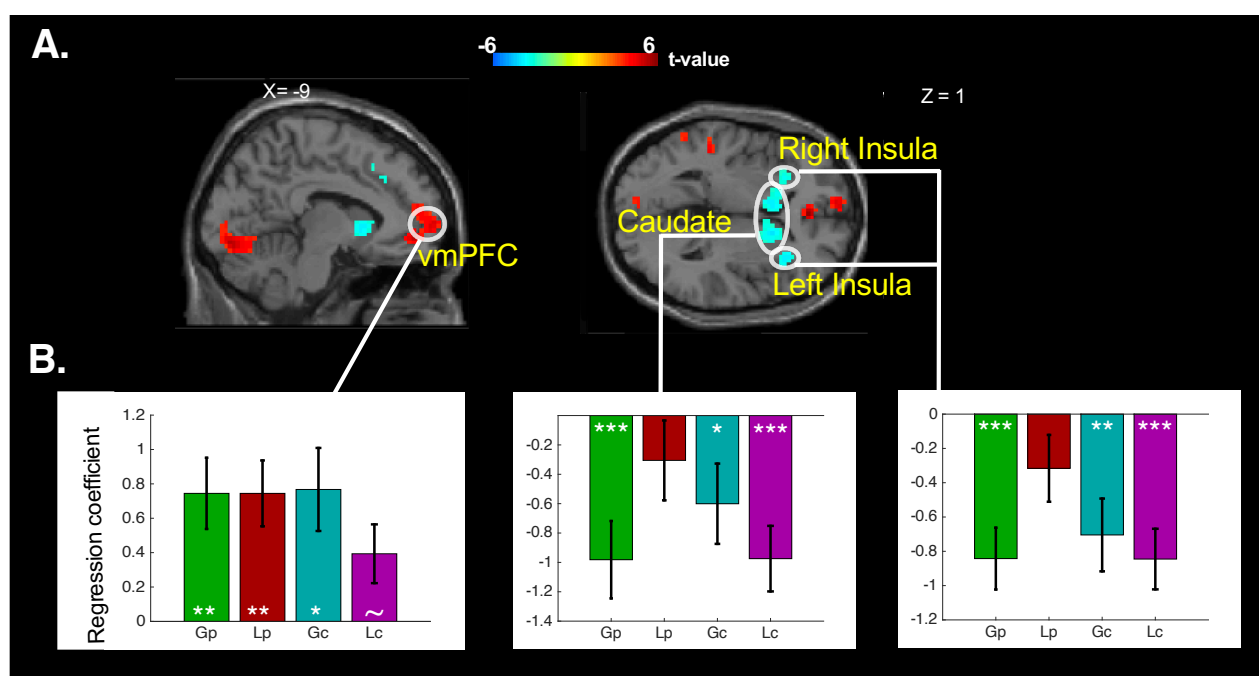 A.
-6 6 t-value
X= -9
Z = 1
Right Insula
Caudate
vmPFC
Left Insula
B.
Regression coefficient
1.2
1
0.8
0.6
0.4
0.2
0
** ** * ~
Gp Lp Gc Lc
-0.2
-0.4
-0.6
-0.8
-1
-1.2
-1.4
*** * ***
Gp Lp Gc Lc
0
-0.2
-0.4
-0.6
-0.8
-1
-1.2
*** ** ***
Gp Lp Gc Lc